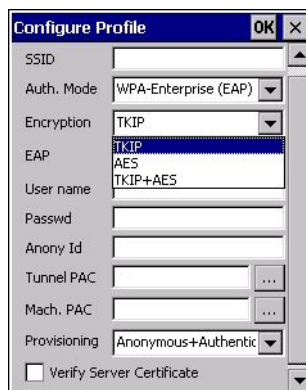 Configure Profile OK ×
SSID
Auth. Mode WPA-Enterprise (EAP)
Encryption TKIP
TKIP
EAP AES
TKIP+AES
User name
Passwd
Anony Id
Tunnel PAC ...
Mach. PAC ...
Provisioning Anonymous+Authentic
Verify Server Certificate